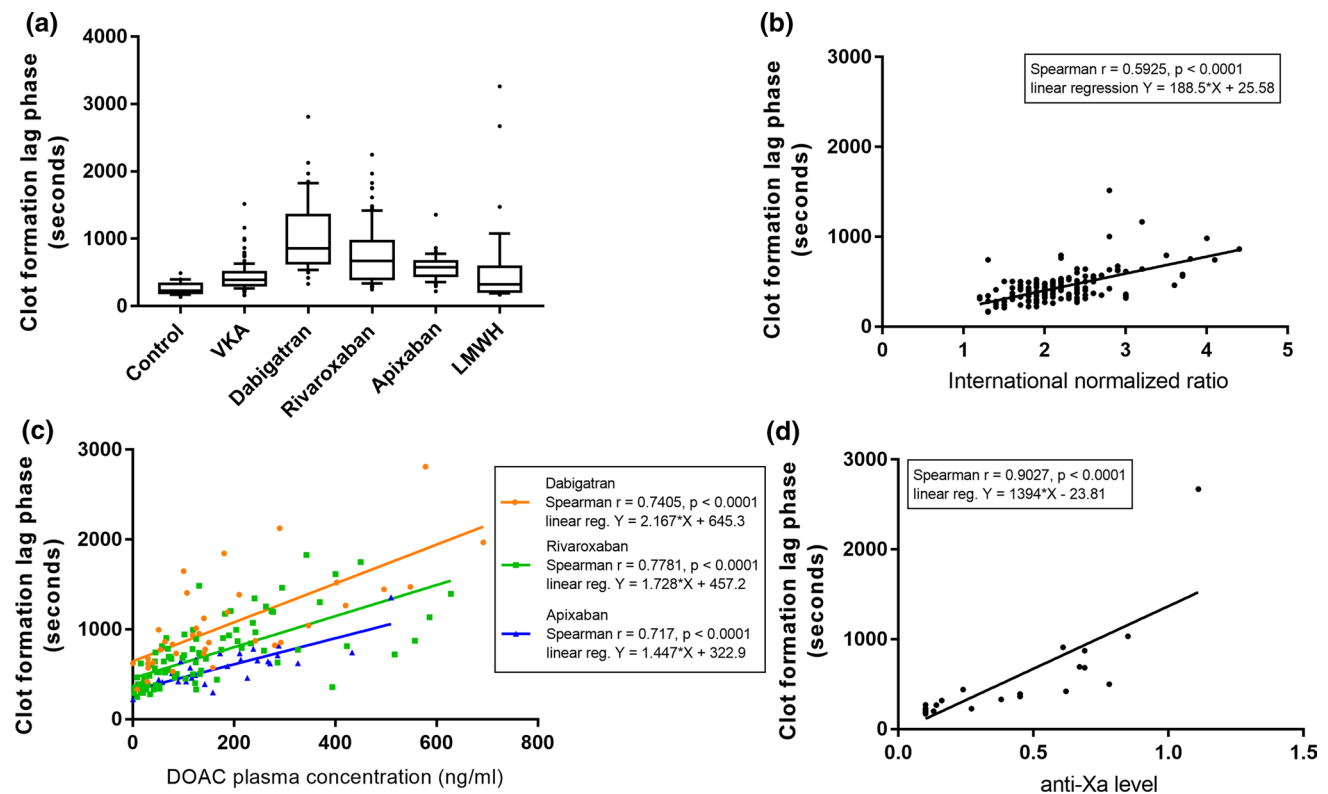 (a)
Clot formation lag phase
(seconds)
4000
3000
2000
1000
0
Control
VKA
Dabigatran
Rivaroxaban
Apixaban
LMWH
(b)
Clot formation lag phase
(seconds)
3000
2000
1000
0
Spearman r = 0.5925, p < 0.0001
linear regression Y = 188.5*X + 25.58
0 1 2 3 4 5
International normalized ratio
(c)
Clot formation lag phase
(seconds)
3000
2000
1000
0
0 200 400 600 800
DOAC plasma concentration (ng/ml)
Dabigatran
Spearman r = 0.7405, p < 0.0001
linear reg. Y = 2.167*X + 645.3
Rivaroxaban
Spearman r = 0.7781, p < 0.0001
linear reg. Y = 1.728*X + 457.2
Apixaban
Spearman r = 0.717, p < 0.0001
linear reg. Y = 1.447*X + 322.9
(d)
Clot formation lag phase
(seconds)
3000
2000
1000
0
Spearman r = 0.9027, p < 0.0001
linear reg. Y = 1394*X - 23.81
0.0 0.5 1.0 1.5
anti-Xa level